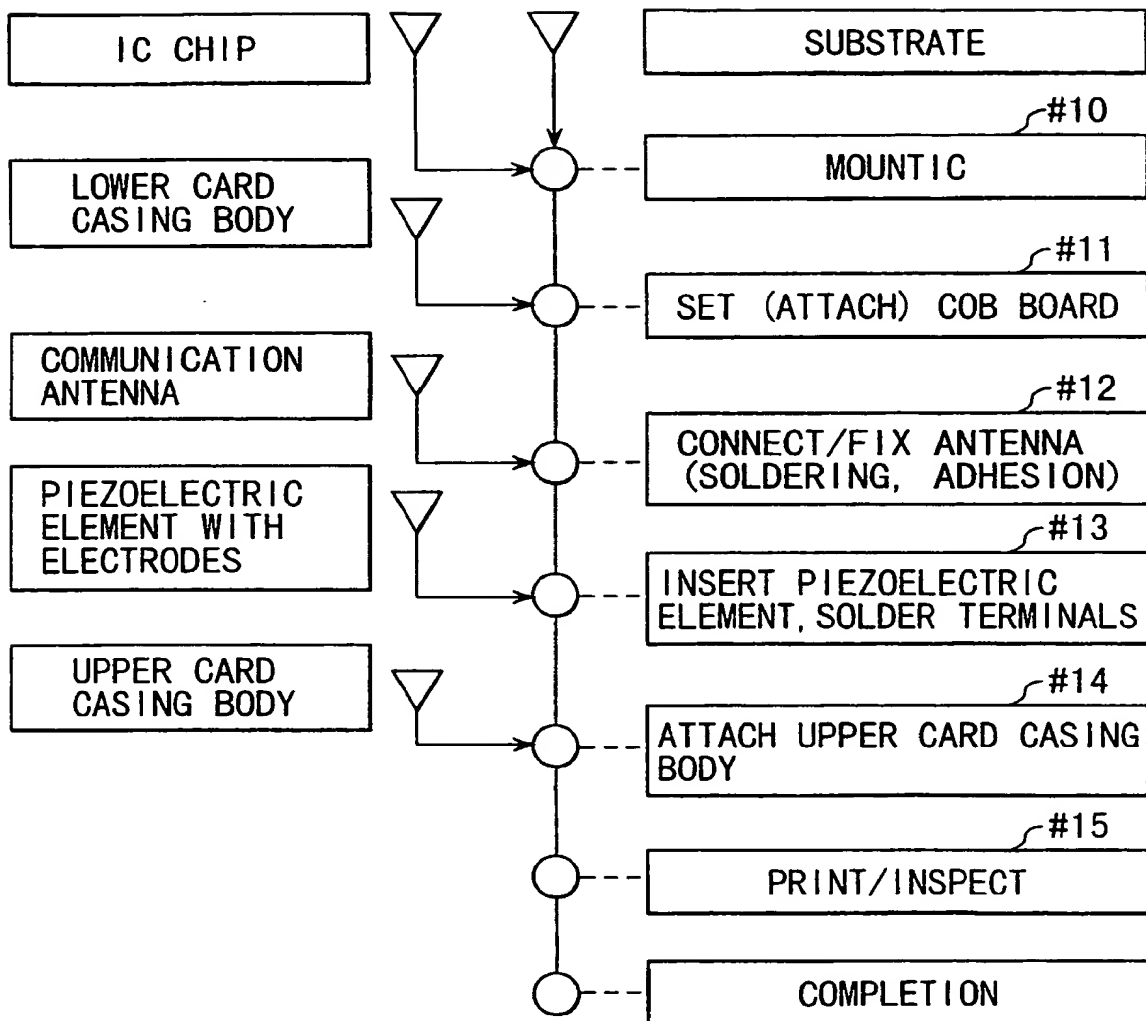 IC CHIP
SUBSTRATE
#10
MOUNTIC
LOWER CARD
CASING BODY
#11
SET (ATTACH) COB BOARD
COMMUNICATION
ANTENNA
#12
CONNECT/FIX ANTENNA
(SOLDERING, ADHESION)
PIEZOELECTRIC
ELEMENT WITH
ELECTRODES
#13
INSERT PIEZOELECTRIC
ELEMENT, SOLDER TERMINALS
UPPER CARD
CASING BODY
#14
ATTACH UPPER CARD CASING
BODY
#15
PRINT/INSPECT
COMPLETION